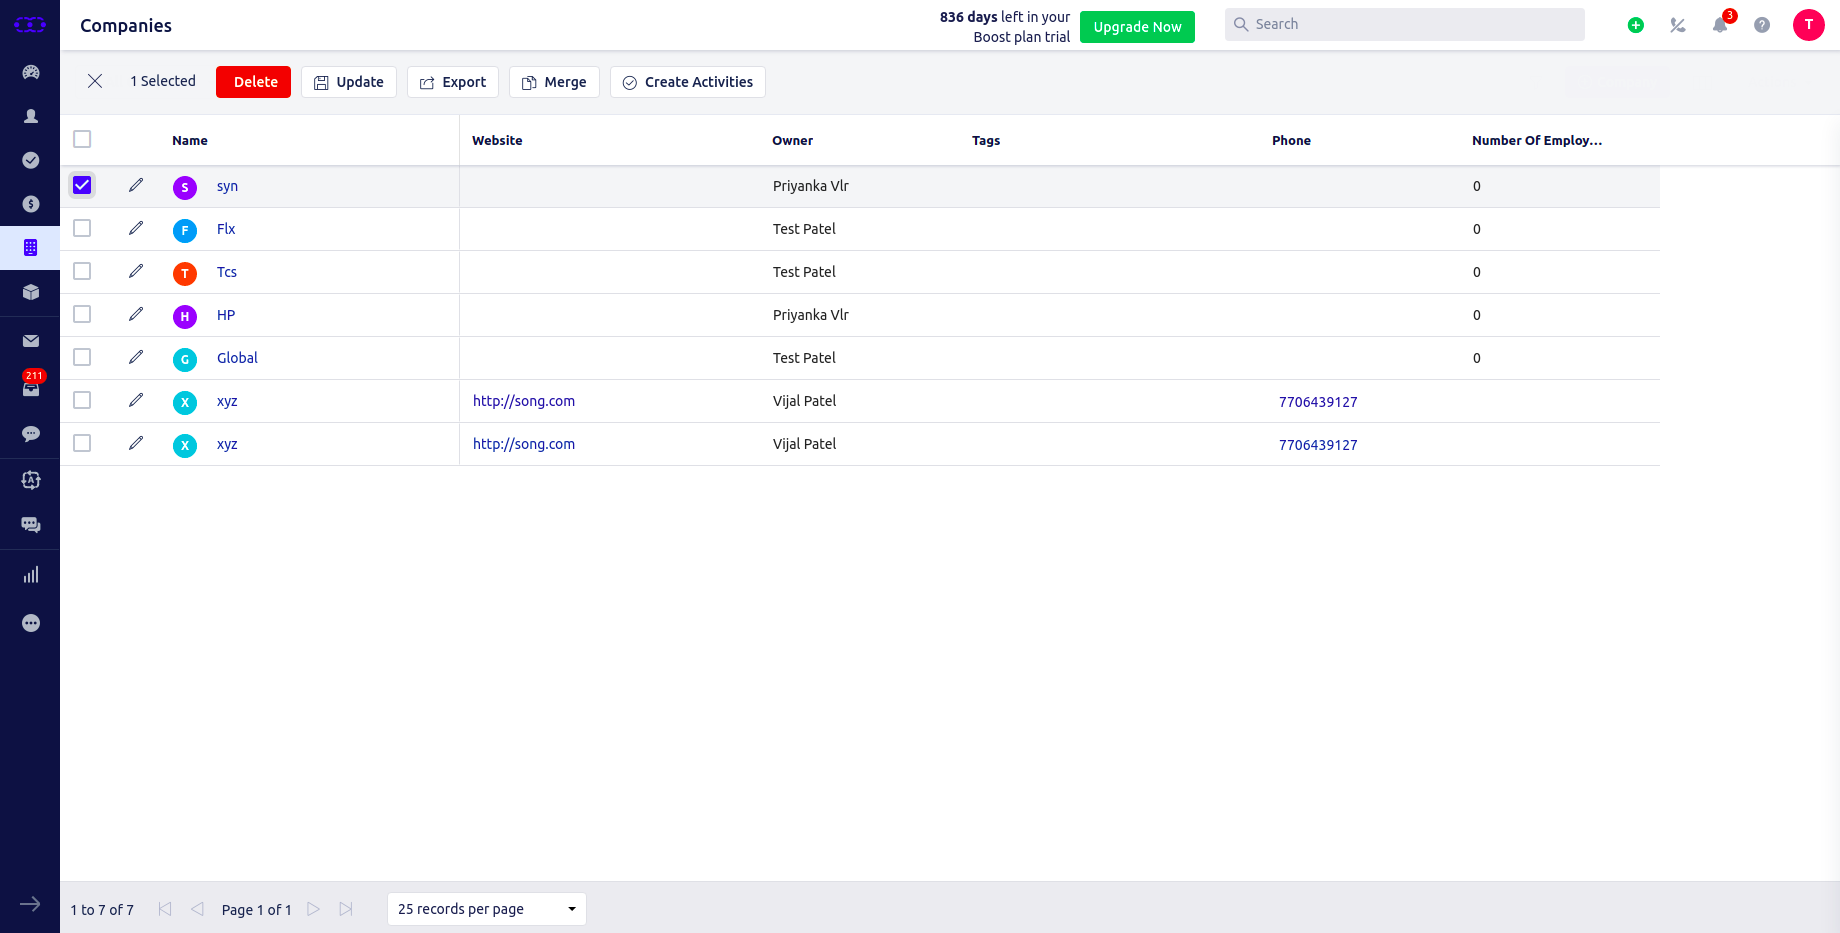 Companies
836 days left in your
Boost plan trial
Upgrade Now
Search
3
?
T
1 Selected
Delete
Update
Export
Merge
Create Activities
Name Website Owner Tags Phone Number Of Employ...
S syn Priyanka Vlr 0
F Flx Test Patel 0
T Tcs Test Patel 0
H HP Priyanka Vlr 0
G Global Test Patel 0
X xyz http://song.com Vijal Patel 7706439127
X xyz http://song.com Vijal Patel 7706439127
$
211
A
1 to 7 of 7
Page 1 of 1
25 records per page